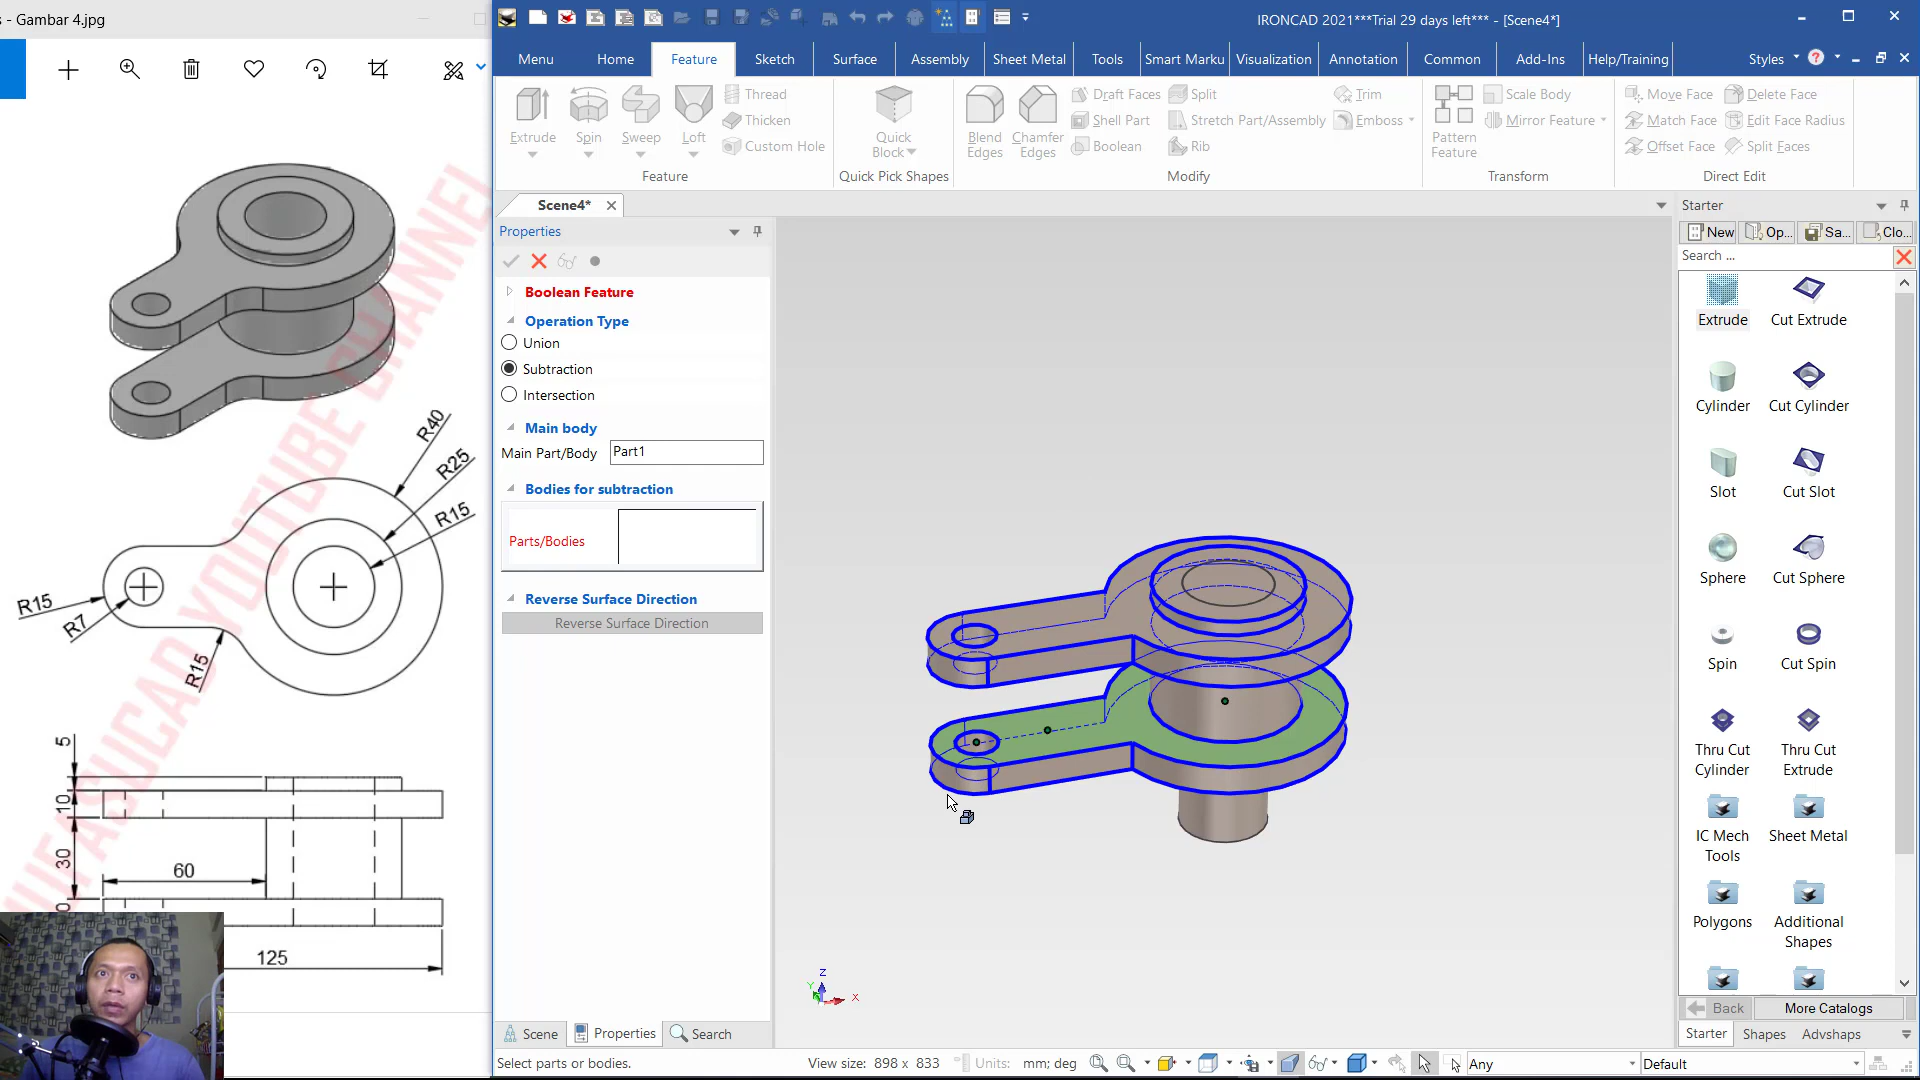 s - Gambar 4.jpg
MUFASUCAD YOUTUBE CHANNEL
R40
R25
R15
R15
R7
R15
5
10
30
60
0
125
IRONCAD 2021***Trial 29 days left*** - [Scene4*]
Menu
Home
Feature
Sketch
Surface
Assembly
Sheet Metal
Tools
Smart Marku
Visualization
Annotation
Common
Add-Ins
Help/Training
Styles
Extrude
Spin
Sweep
Loft
Thread
Thicken
Custom Hole
Feature
Quick Block
Quick Pick Shapes
Blend Edges
Chamfer Edges
Draft Faces
Shell Part
Boolean
Split
Stretch Part/Assembly
Rib
Trim
Emboss
Modify
Pattern Feature
Scale Body
Mirror Feature
Transform
Move Face
Match Face
Offset Face
Delete Face
Edit Face Radius
Split Faces
Direct Edit
Scene4*
Properties
Boolean Feature
Operation Type
Union
Subtraction
Intersection
Main body
Main Part/Body
Part1
Bodies for subtraction
Parts/Bodies
Reverse Surface Direction
Reverse Surface Direction
Z
Y
X
Starter
New
Op...
Sa...
Clo...
Search ...
Extrude
Cut Extrude
Cylinder
Cut Cylinder
Slot
Cut Slot
Sphere
Cut Sphere
Spin
Cut Spin
Thru Cut Cylinder
Thru Cut Extrude
IC Mech Tools
Sheet Metal
Polygons
Additional Shapes
Back
More Catalogs
Starter
Shapes
Advshaps
Scene
Properties
Search
Select parts or bodies.
View size: 898 x 833
Units:
mm; deg
Any
Default